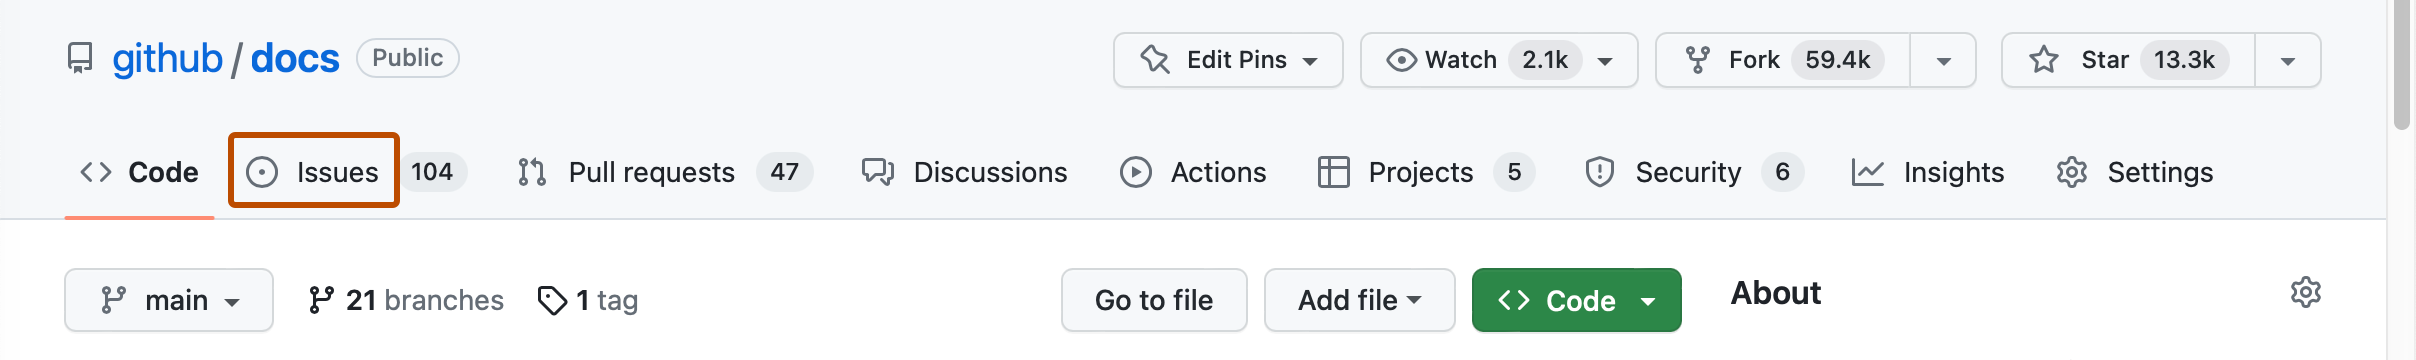 github / docs Public Edit Pins Watch 2.1k Fork 59.4k Star 13.3k
Code Issues 104 Pull requests 47 Discussions Actions Projects 5 Security 6 Insights Settings
main 21 branches 1 tag Go to file Add file Code About